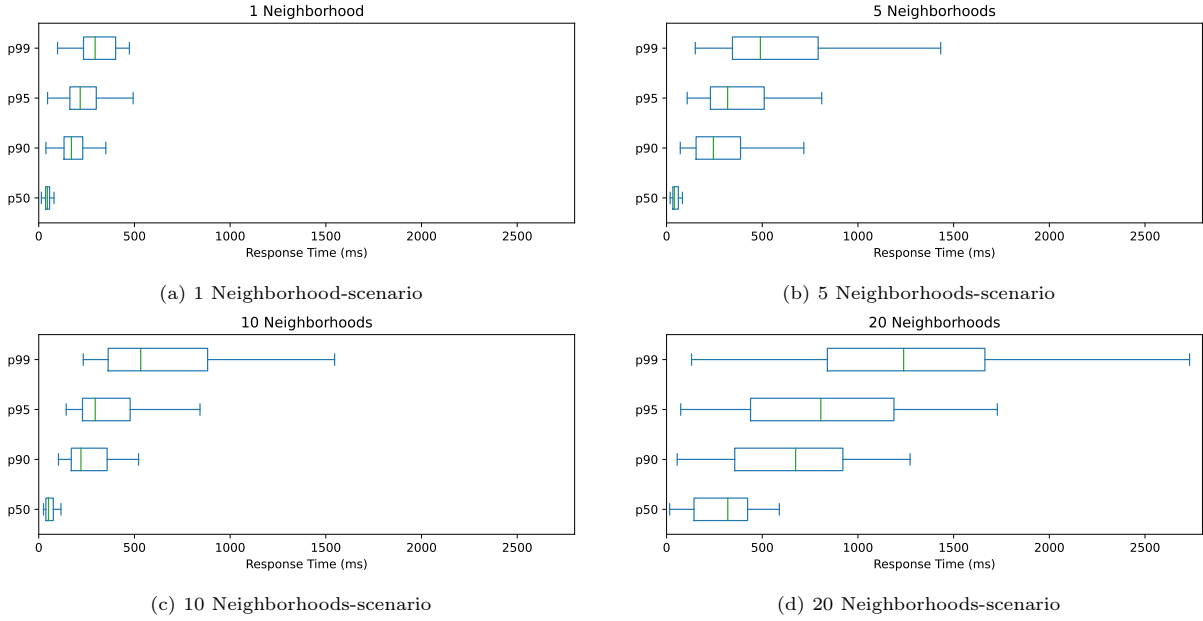 1 Neighborhood
p99
p95
p90
p50
0 500 1000 1500 2000 2500
Response Time (ms)
(a) 1 Neighborhood-scenario
5 Neighborhoods
p99
p95
p90
p50
0 500 1000 1500 2000 2500
Response Time (ms)
(b) 5 Neighborhoods-scenario
10 Neighborhoods
p99
p95
p90
p50
0 500 1000 1500 2000 2500
Response Time (ms)
(c) 10 Neighborhoods-scenario
20 Neighborhoods
p99
p95
p90
p50
0 500 1000 1500 2000 2500
Response Time (ms)
(d) 20 Neighborhoods-scenario